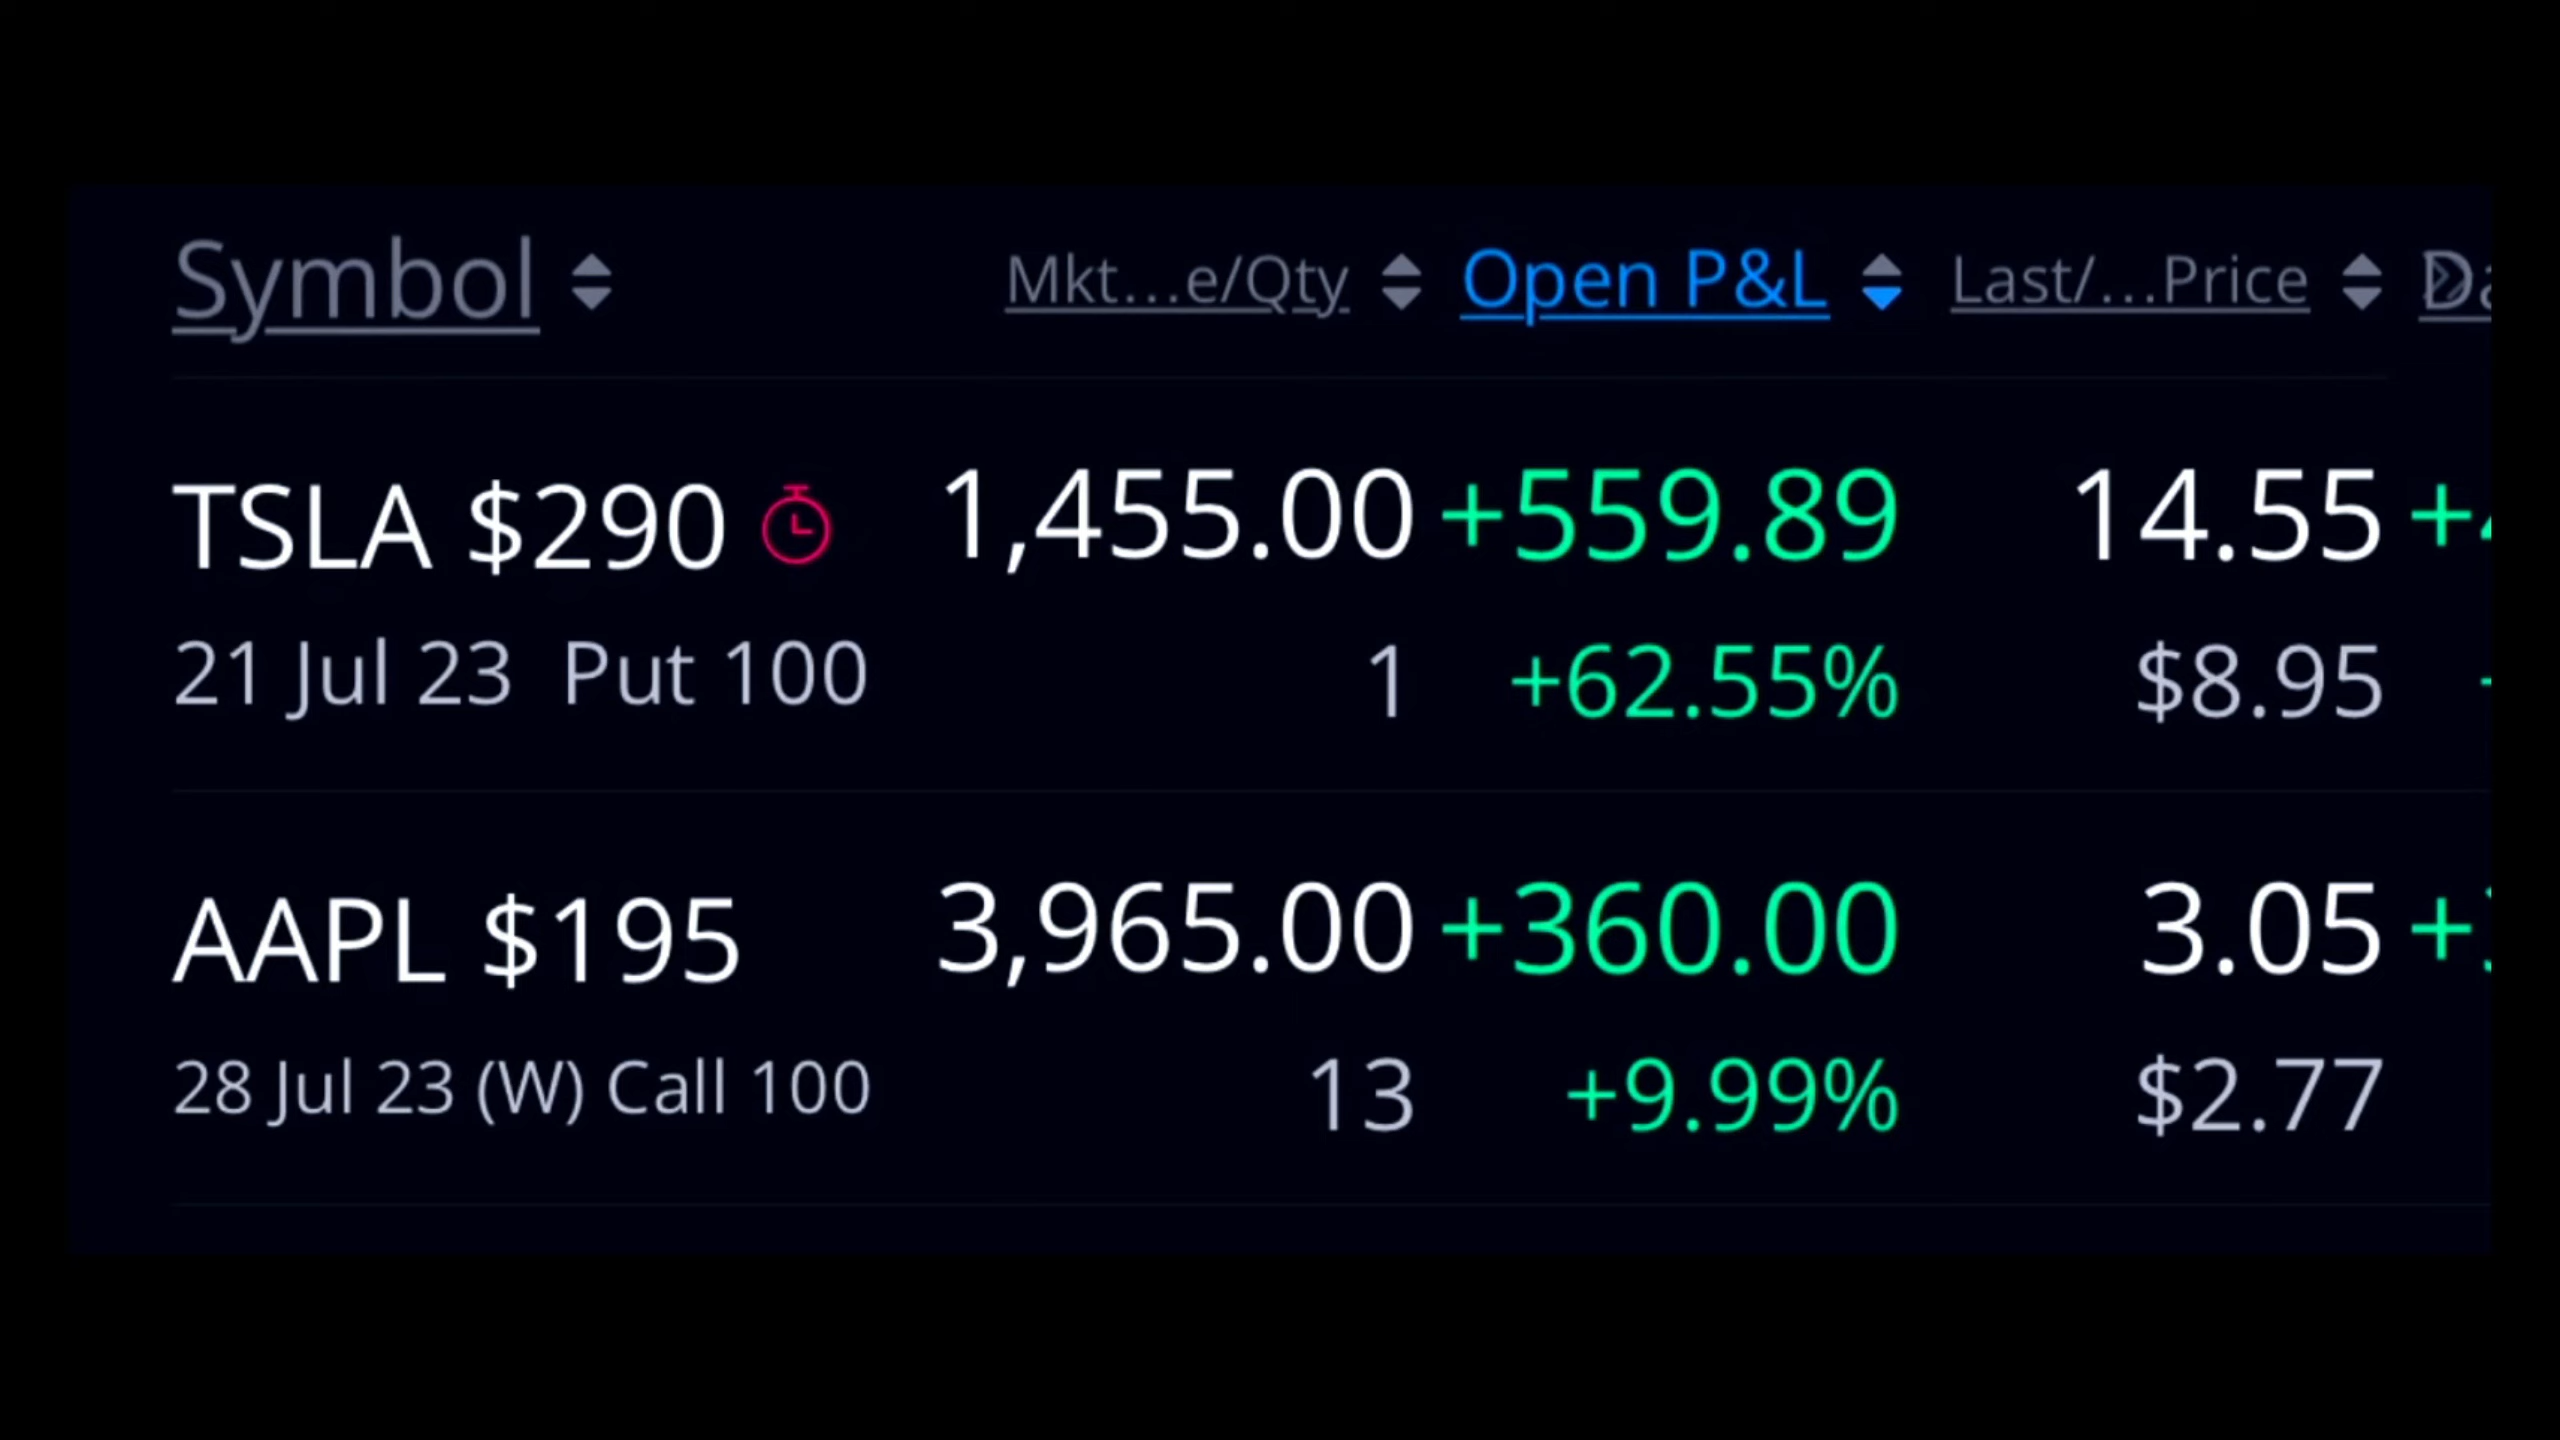 Symbol Mkt...e/Qty Open P&L Last/...Price Da
TSLA $290 1,455.00 +559.89 14.55 +
21 Jul 23 Put 100 1 +62.55% $8.95
AAPL $195 3,965.00 +360.00 3.05 +
28 Jul 23 (W) Call 100 13 +9.99% $2.77